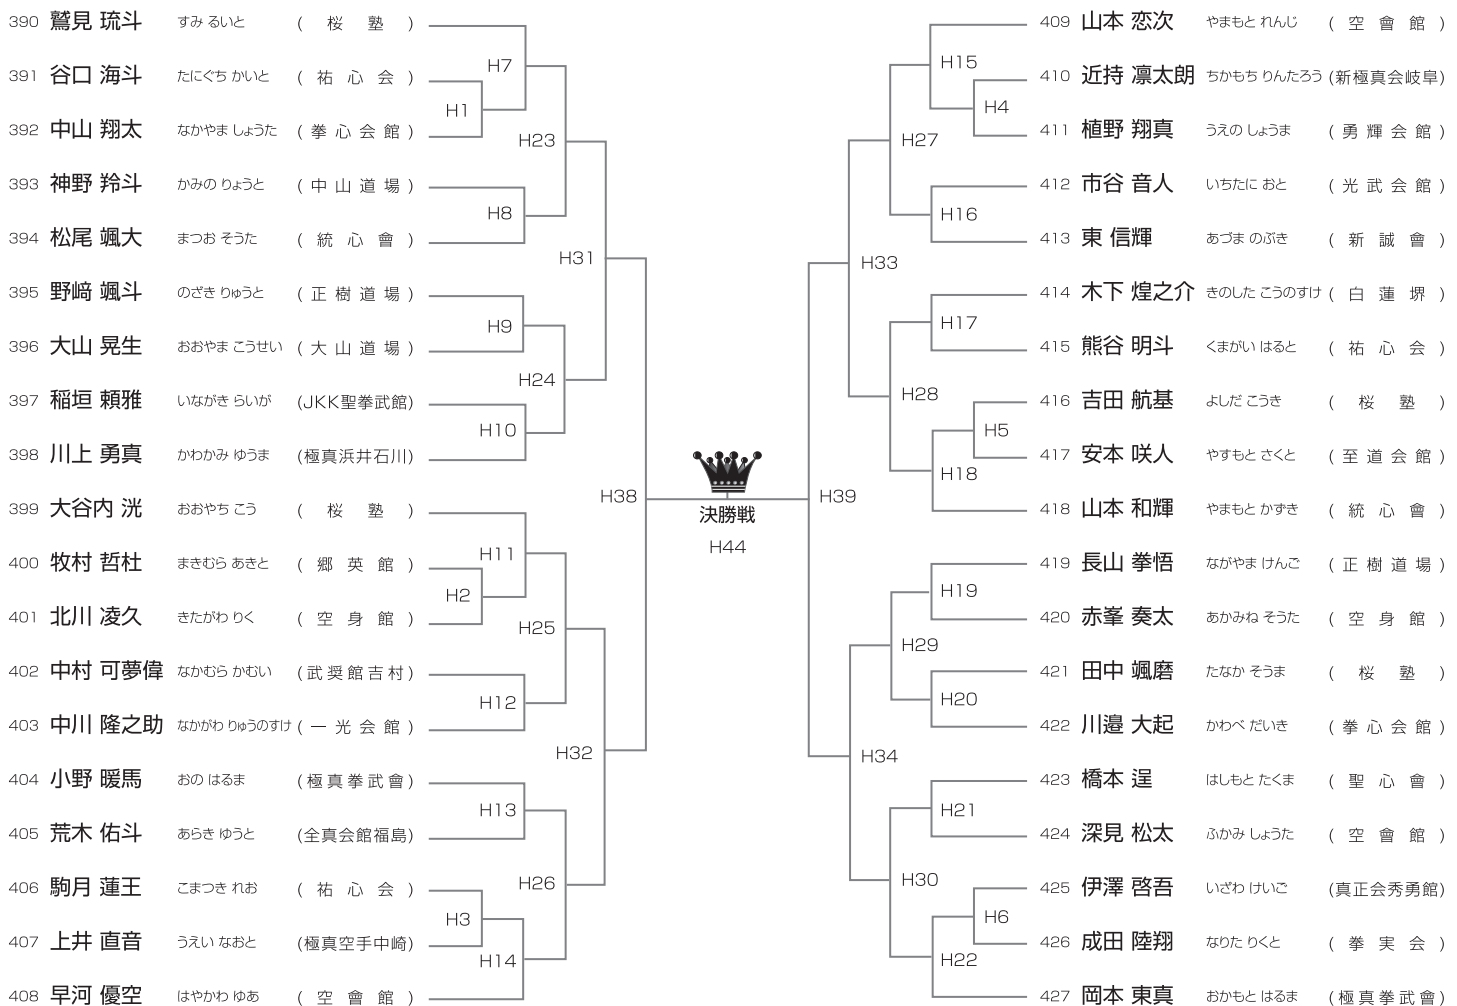 390 鷲見 琉斗 すみ るいと ( 桜 塾 )
391 谷口 海斗 たにぐち かいと ( 祐 心 会 )
392 中山 翔太 なかやま しょうた ( 拳 心 会 館 )
393 神野 羚斗 かみの りょうと ( 中 山 道 場 )
394 松尾 颯大 まつお そうた ( 統 心 會 )
395 野﨑 颯斗 のざき りゅうと ( 正 樹 道 場 )
396 大山 晃生 おおやま こうせい ( 大 山 道 場 )
397 稲垣 頼雅 いながき らいが (JKK聖拳武館)
398 川上 勇真 かわかみ ゆうま (極真浜井石川)
399 大谷内 洸 おおやち こう ( 桜 塾 )
400 牧村 哲杜 まきむら あきと ( 郷 英 館 )
401 北川 凌久 きたがわ りく ( 空 身 館 )
402 中村 可夢偉 なかむら かむい (武奨館吉村)
403 中川 隆之助 なかがわ りゅうのすけ ( 一 光 会 館 )
404 小野 暖馬 おの はるま (極真拳武會)
405 荒木 佑斗 あらき ゆうと (全真会館福島)
406 駒月 蓮王 こまつき れお ( 祐 心 会 )
407 上井 直音 うえい なおと (極真空手中崎)
408 早河 優空 はやかわ ゆあ ( 空 會 館 )
H7
H1
H23
H8
H31
H9
H24
H10
H38
H11
H2
H25
H12
H32
H13
H26
H3
H14
決勝戦
H44
H15
H4
H27
H16
H33
H17
H28
H5
H18
H39
H19
H29
H20
H34
H21
H30
H6
H22
409 山本 恋次 やまもと れんじ ( 空 會 館 )
410 近持 凛太朗 ちかもち りんたろう (新極真会岐阜)
411 植野 翔真 うえの しょうま ( 勇 輝 会 館 )
412 市谷 音人 いちたに おと ( 光 武 会 館 )
413 東 信輝 あづま のぶき ( 新 誠 會 )
414 木下 煌之介 きのした こうのすけ ( 白 蓮 堺 )
415 熊谷 明斗 くまがい はると ( 祐 心 会 )
416 吉田 航基 よしだ こうき ( 桜 塾 )
417 安本 咲人 やすもと さくと ( 至 道 会 館 )
418 山本 和輝 やまもと かずき ( 統 心 會 )
419 長山 拳悟 ながやま けんご ( 正 樹 道 場 )
420 赤峯 奏太 あかみね そうた ( 空 身 館 )
421 田中 颯磨 たなか そうま ( 桜 塾 )
422 川邉 大起 かわべ だいき ( 拳 心 会 館 )
423 橋本 逞 はしもと たくま ( 聖 心 會 )
424 深見 松太 ふかみ しょうた ( 空 會 館 )
425 伊澤 啓吾 いざわ けいご (真正会秀勇館)
426 成田 陸翔 なりた りくと ( 拳 実 会 )
427 岡本 東真 おかもと はるま (極真拳武會)